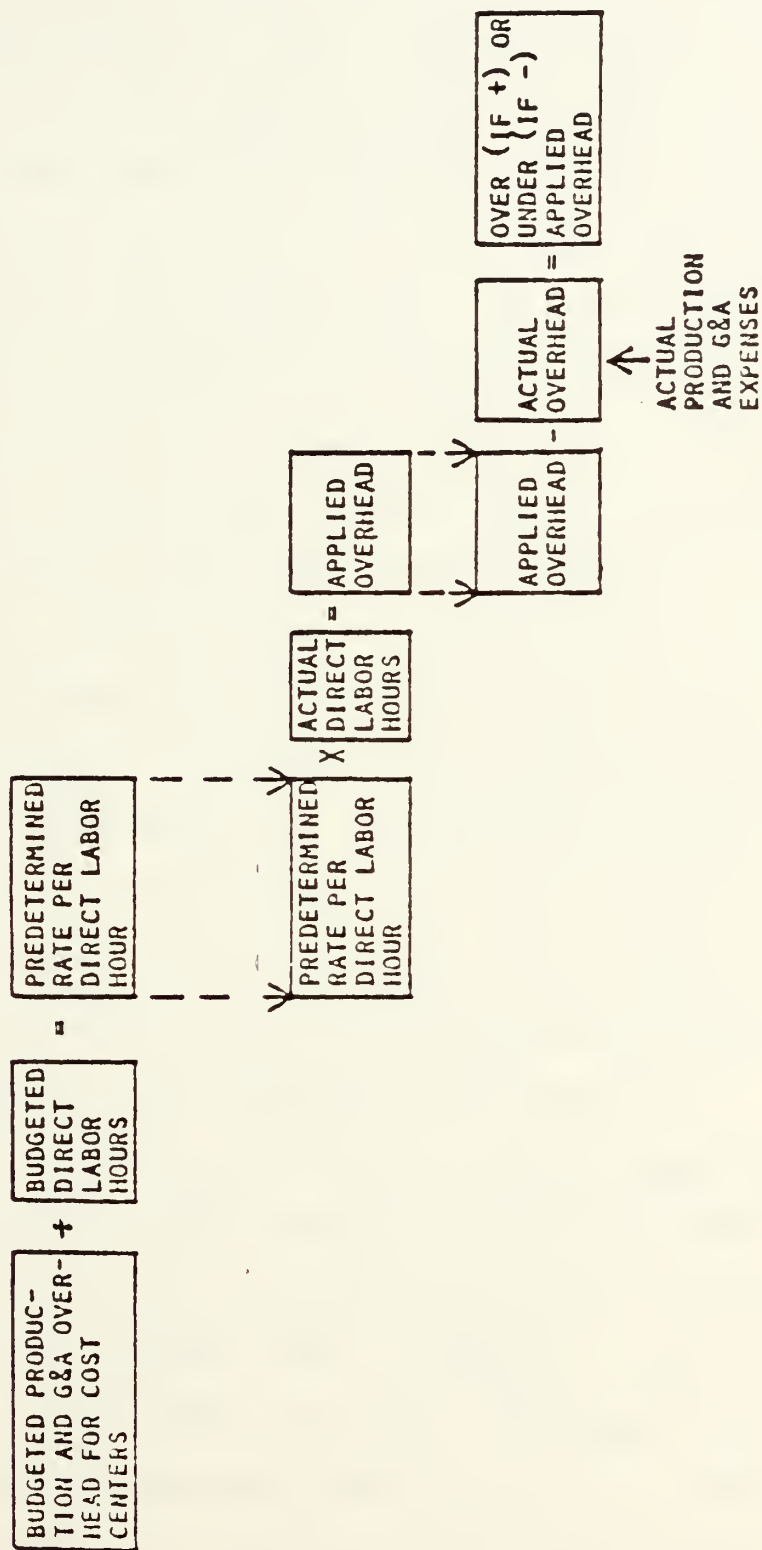 BUDGETED PRODUC-
TION AND G&A OVER-
HEAD FOR COST
CENTERS
+
BUDGETED
DIRECT
LABOR
HOURS
=
PREDETERMINED
RATE PER
DIRECT LABOR
HOUR
PREDETERMINED
RATE PER
DIRECT LABOR
HOUR
X
ACTUAL
DIRECT
LABOR
HOURS
=
APPLIED
OVERHEAD
APPLIED
OVERHEAD
-
ACTUAL
OVERHEAD
=
OVER (IF +) OR
UNDER (IF -)
APPLIED
OVERHEAD
ACTUAL
PRODUCTION
AND G&A
EXPENSES